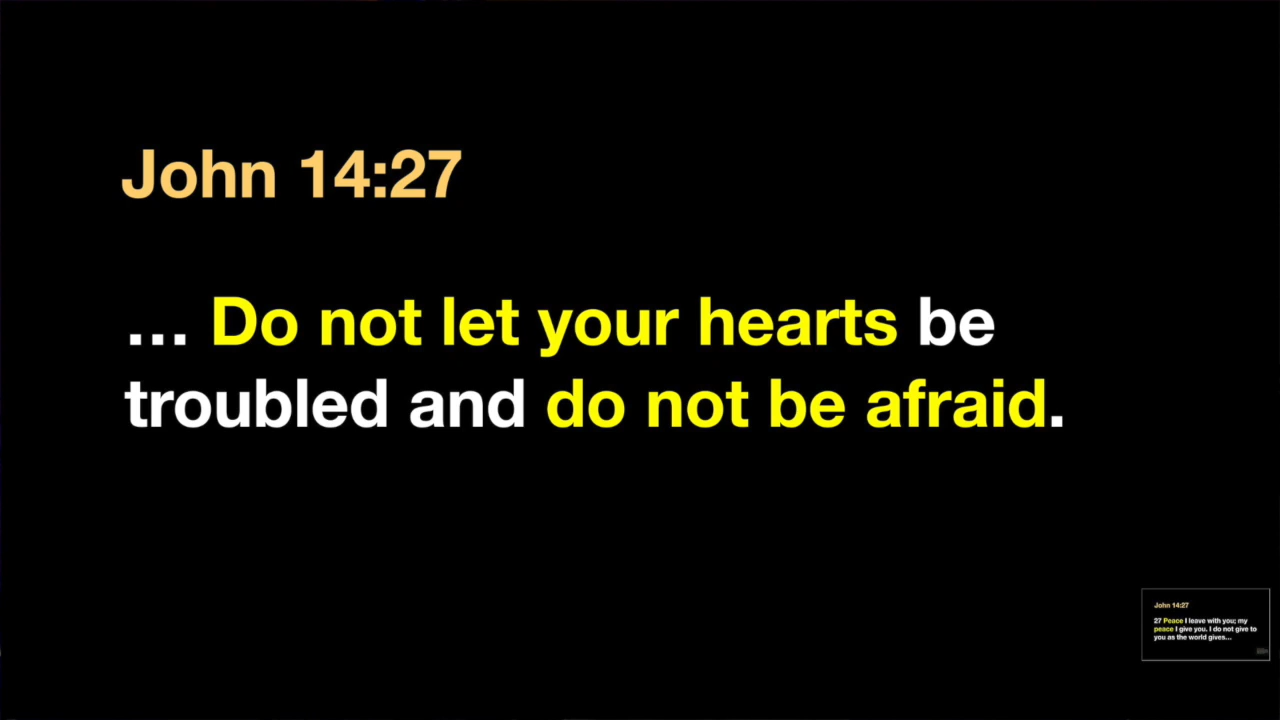 John 14:27
… Do not let your hearts be
troubled and do not be afraid.
John 14:27
27 Peace I leave with you; my
peace I give you. I do not give to
you as the world gives...